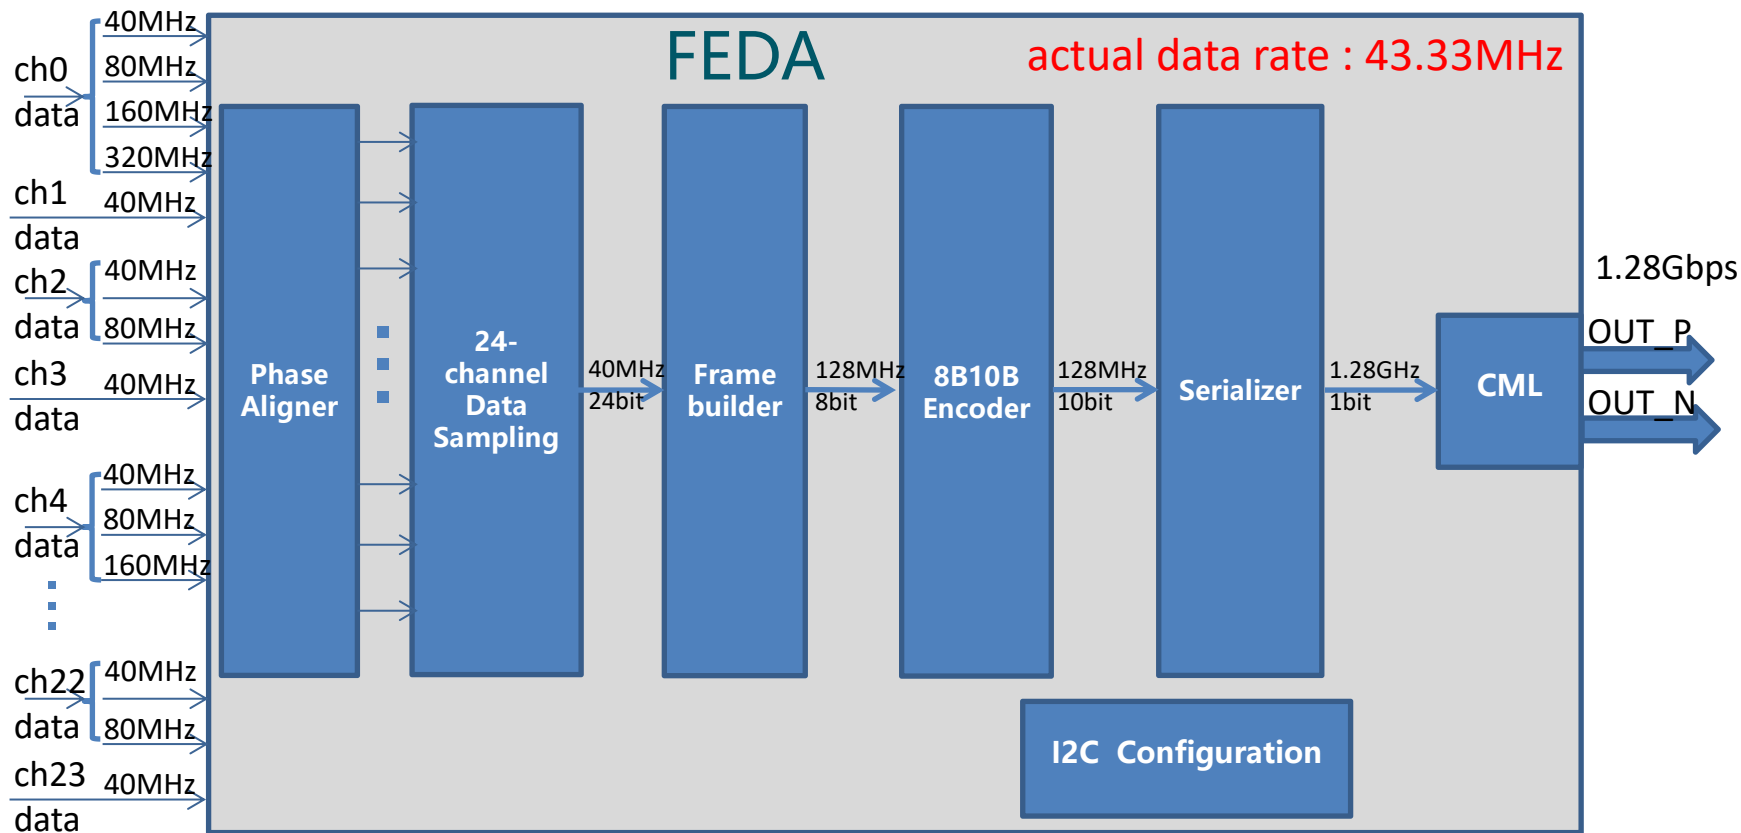 FEDA
actual data rate : 43.33MHz
ch0
data
40MHz
80MHz
160MHz
320MHz
ch1
data
40MHz
ch2
data
40MHz
80MHz
ch3
data
40MHz
ch4
data
40MHz
80MHz
160MHz
ch22
data
40MHz
80MHz
ch23
data
40MHz
Phase
Aligner
24-
channel
Data
Sampling
40MHz
24bit
Frame
builder
128MHz
8bit
8B10B
Encoder
128MHz
10bit
Serializer
1.28GHz
1bit
CML
1.28Gbps
OUT_P
OUT_N
I2C Configuration